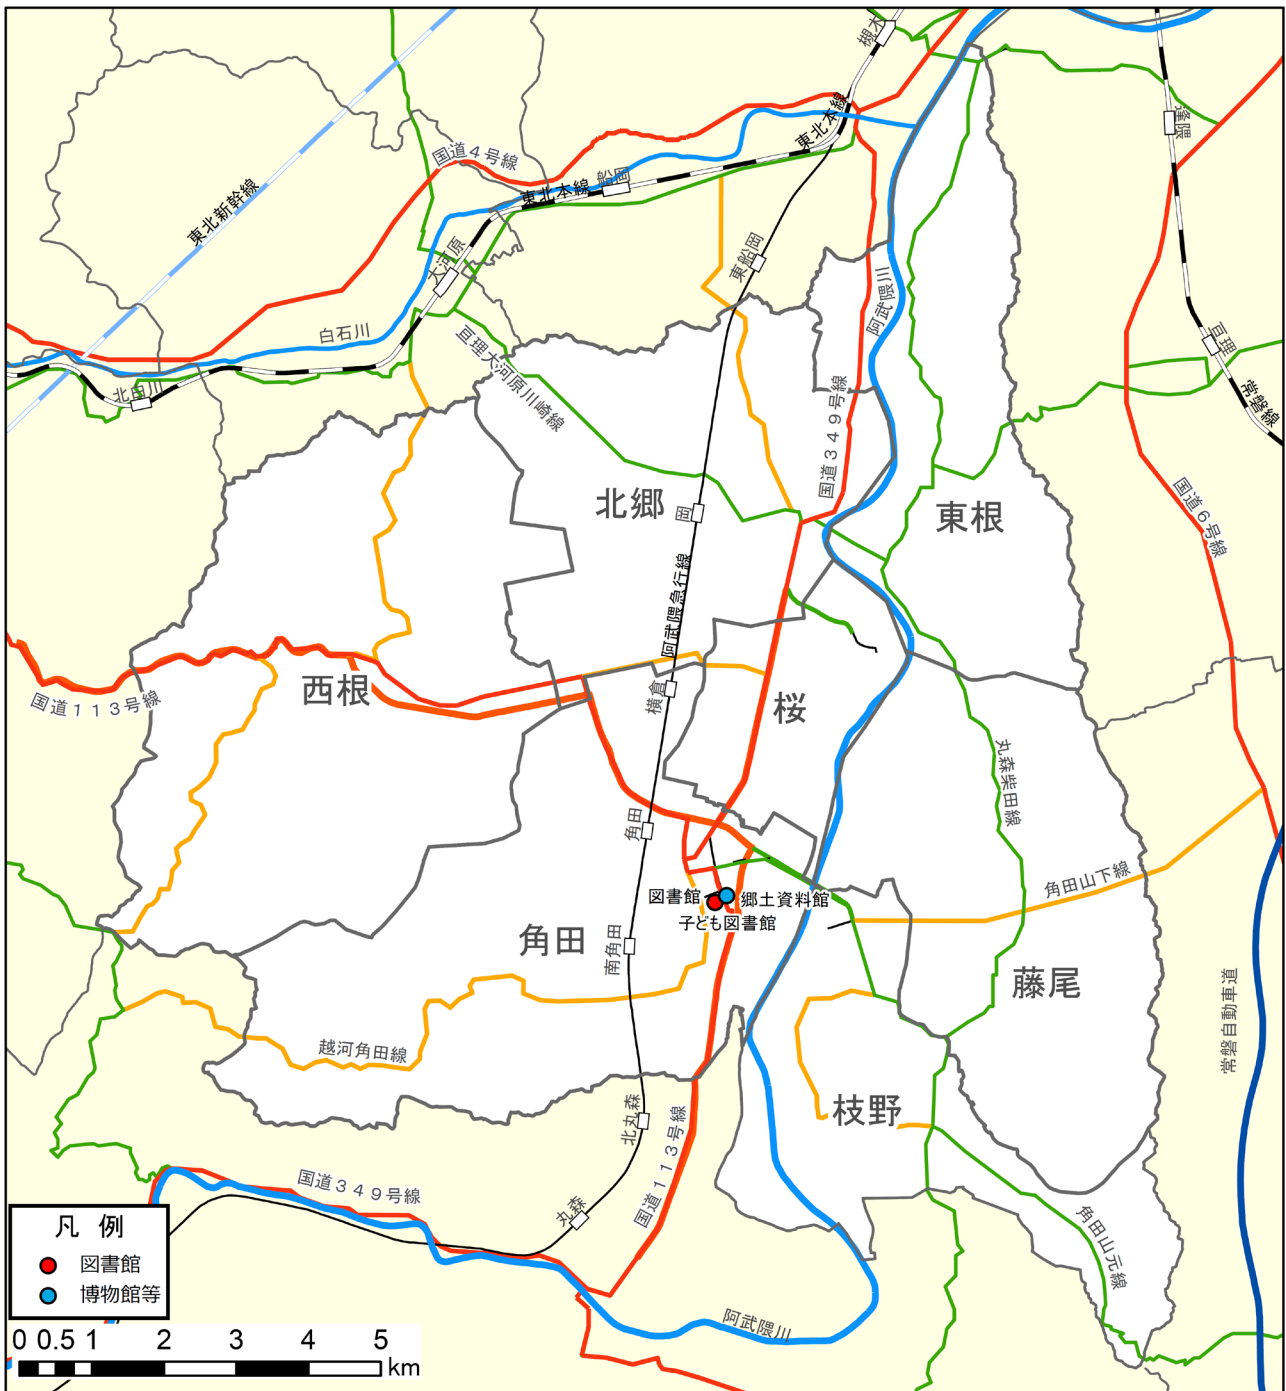 槻木
逢隈
東北本線
国道４号線
船岡
東北本線
東北新幹線
大河原
東船岡
阿武隈川
白石川
亘理大河原川崎線
亘理
北白川
国道３４９号線
常磐線
北郷
岡
東根
国道６号線
阿武隈急行線
西根
横倉
桜
国道１１３号線
丸森柴田線
角田
角田山下線
図書館
郷土資料館
子ども図書館
角田
南角田
藤尾
常磐自動車道
越河角田線
枝野
北丸森
国道１１３号線
国道３４９号線
丸森
角田山元線
凡 例
図書館
博物館等
阿武隈川
0 0.5 1 2 3 4 5
km